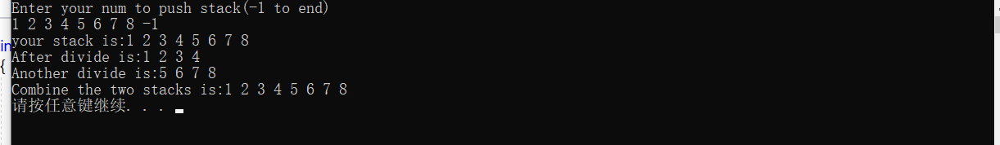 Enter your num to push stack(-1 to end)
1 2 3 4 5 6 7 8 -1
in
your stack is:1 2 3 4 5 6 7 8
{
After divide is:1 2 3 4
Another divide is:5 6 7 8
Combine the two stacks is:1 2 3 4 5 6 7 8
请按任意键继续. . .